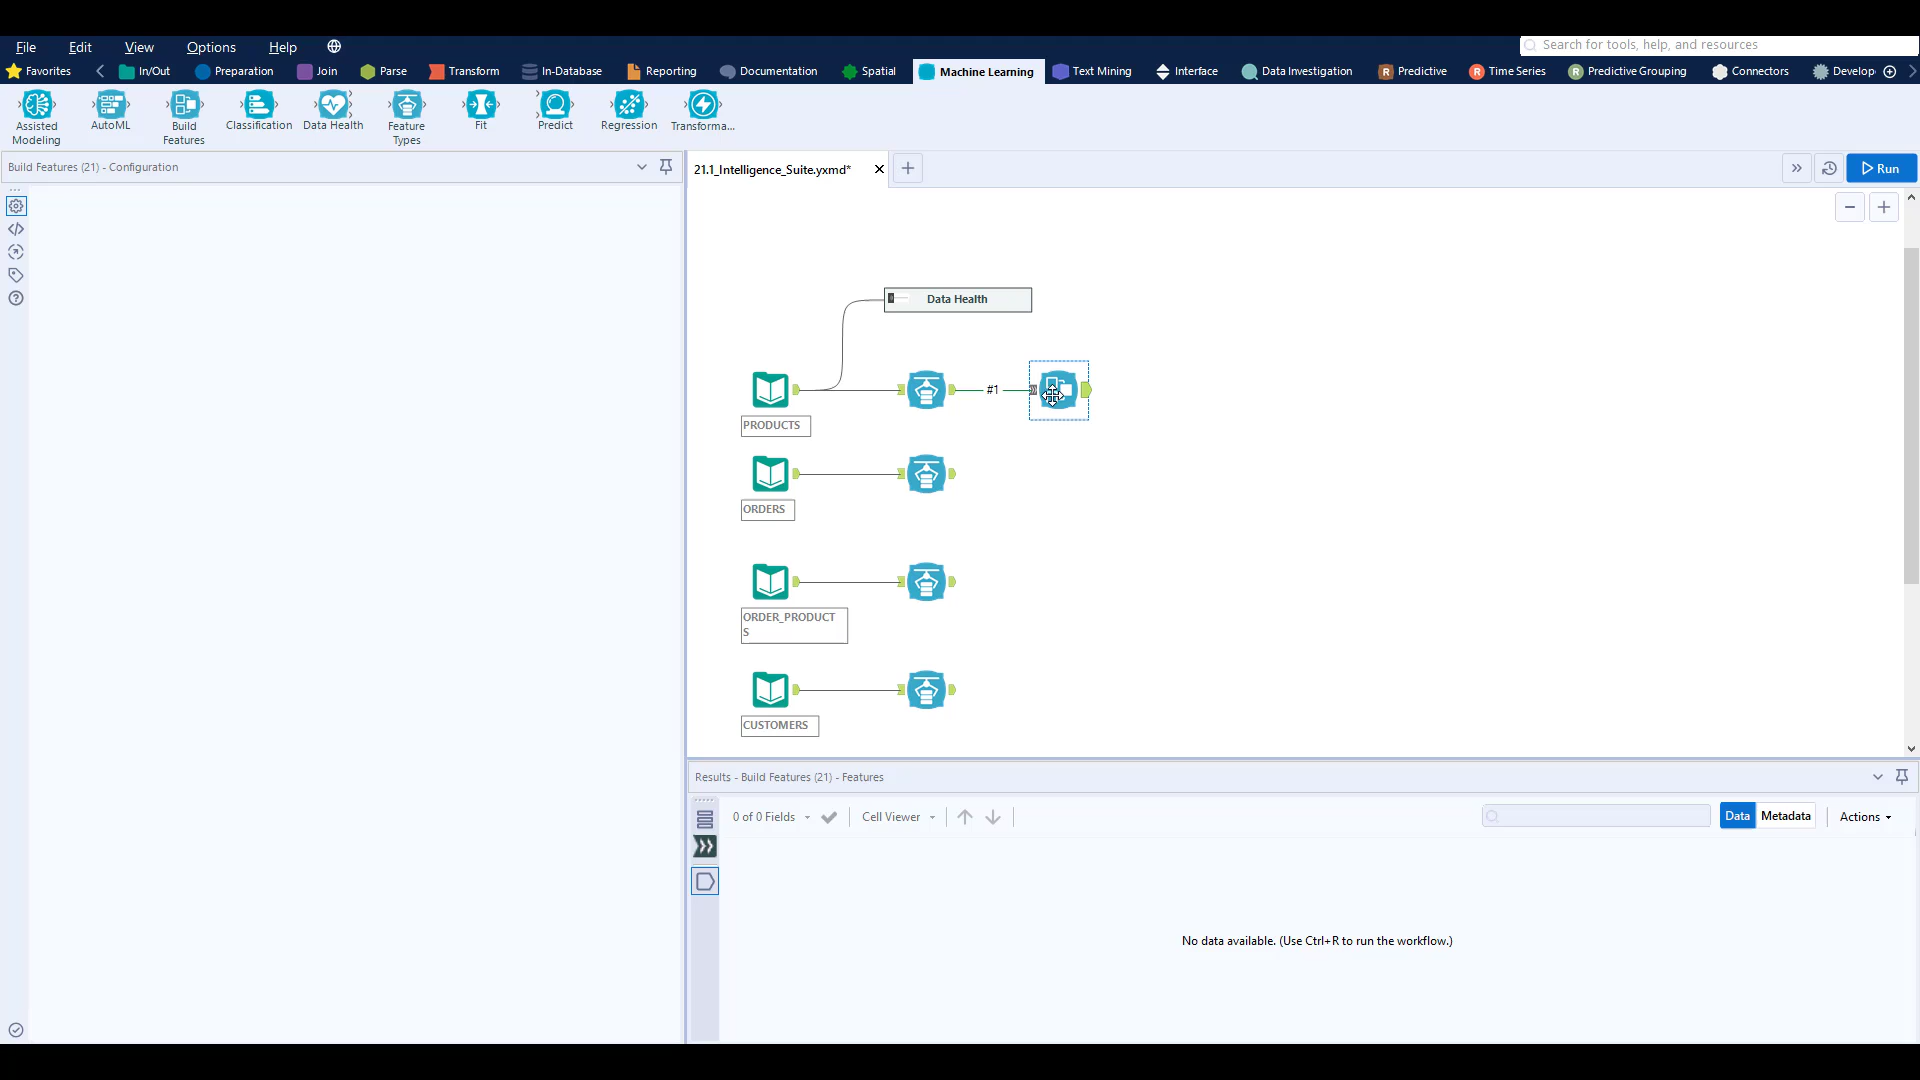 File Edit View Options Help
Search for tools, help, and resources
Favorites In/Out Preparation Join Parse Transform In-Database Reporting Documentation Spatial Machine Learning Text Mining Interface Data Investigation Predictive Time Series Predictive Grouping Connectors Develop
Assisted Modeling
AutoML
Build Features
Classification
Data Health
Feature Types
Fit
Predict
Regression
Transforma...
Build Features (21) - Configuration
21.1_Intelligence_Suite.yxmd*
Run
Data Health
#1
PRODUCTS
ORDERS
ORDER_PRODUCT
S
CUSTOMERS
Results - Build Features (21) - Features
0 of 0 Fields Cell Viewer Data Metadata Actions
No data available. (Use Ctrl+R to run the workflow.)